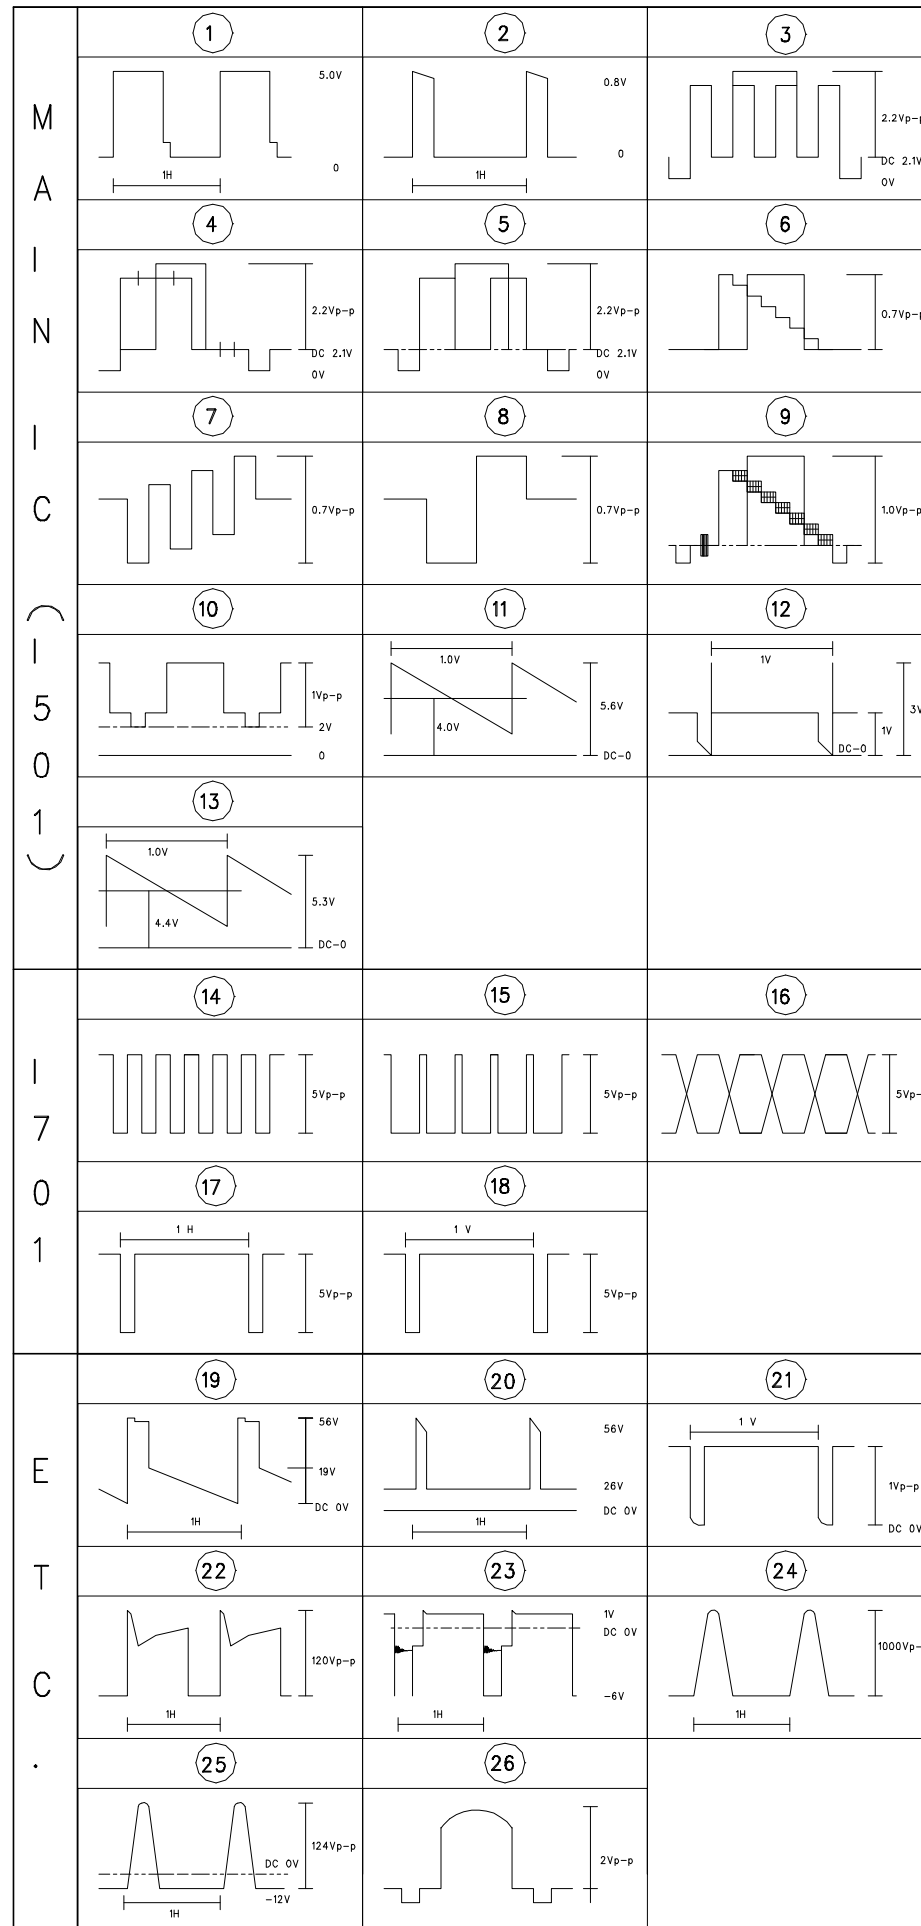 MAIN IC (I501)
1
2
3
5.0V
0
1H
0.8V
0
1H
2.2Vp-p
DC 2.1V
0V
4
5
6
2.2Vp-p
DC 2.1V
0V
2.2Vp-p
DC 2.1V
0V
0.7Vp-p
7
8
9
0.7Vp-p
0.7Vp-p
1.0Vp-p
10
11
12
1Vp-p
2V
0
1.0V
4.0V
5.6V
DC-0
1V
3V
1V
DC-0
13
1.0V
4.4V
5.3V
DC-0
I701
14
15
16
5Vp-p
5Vp-p
5Vp-
17
18
1 H
5Vp-p
1 V
5Vp-p
ETC.
19
20
21
56V
19V
DC 0V
1H
56V
26V
DC 0V
1H
1 V
1Vp-p
DC 0V
22
23
24
120Vp-p
1H
1V
DC 0V
-6V
1H
1000Vp-
1H
25
26
124Vp-p
DC 0V
-12V
1H
2Vp-p